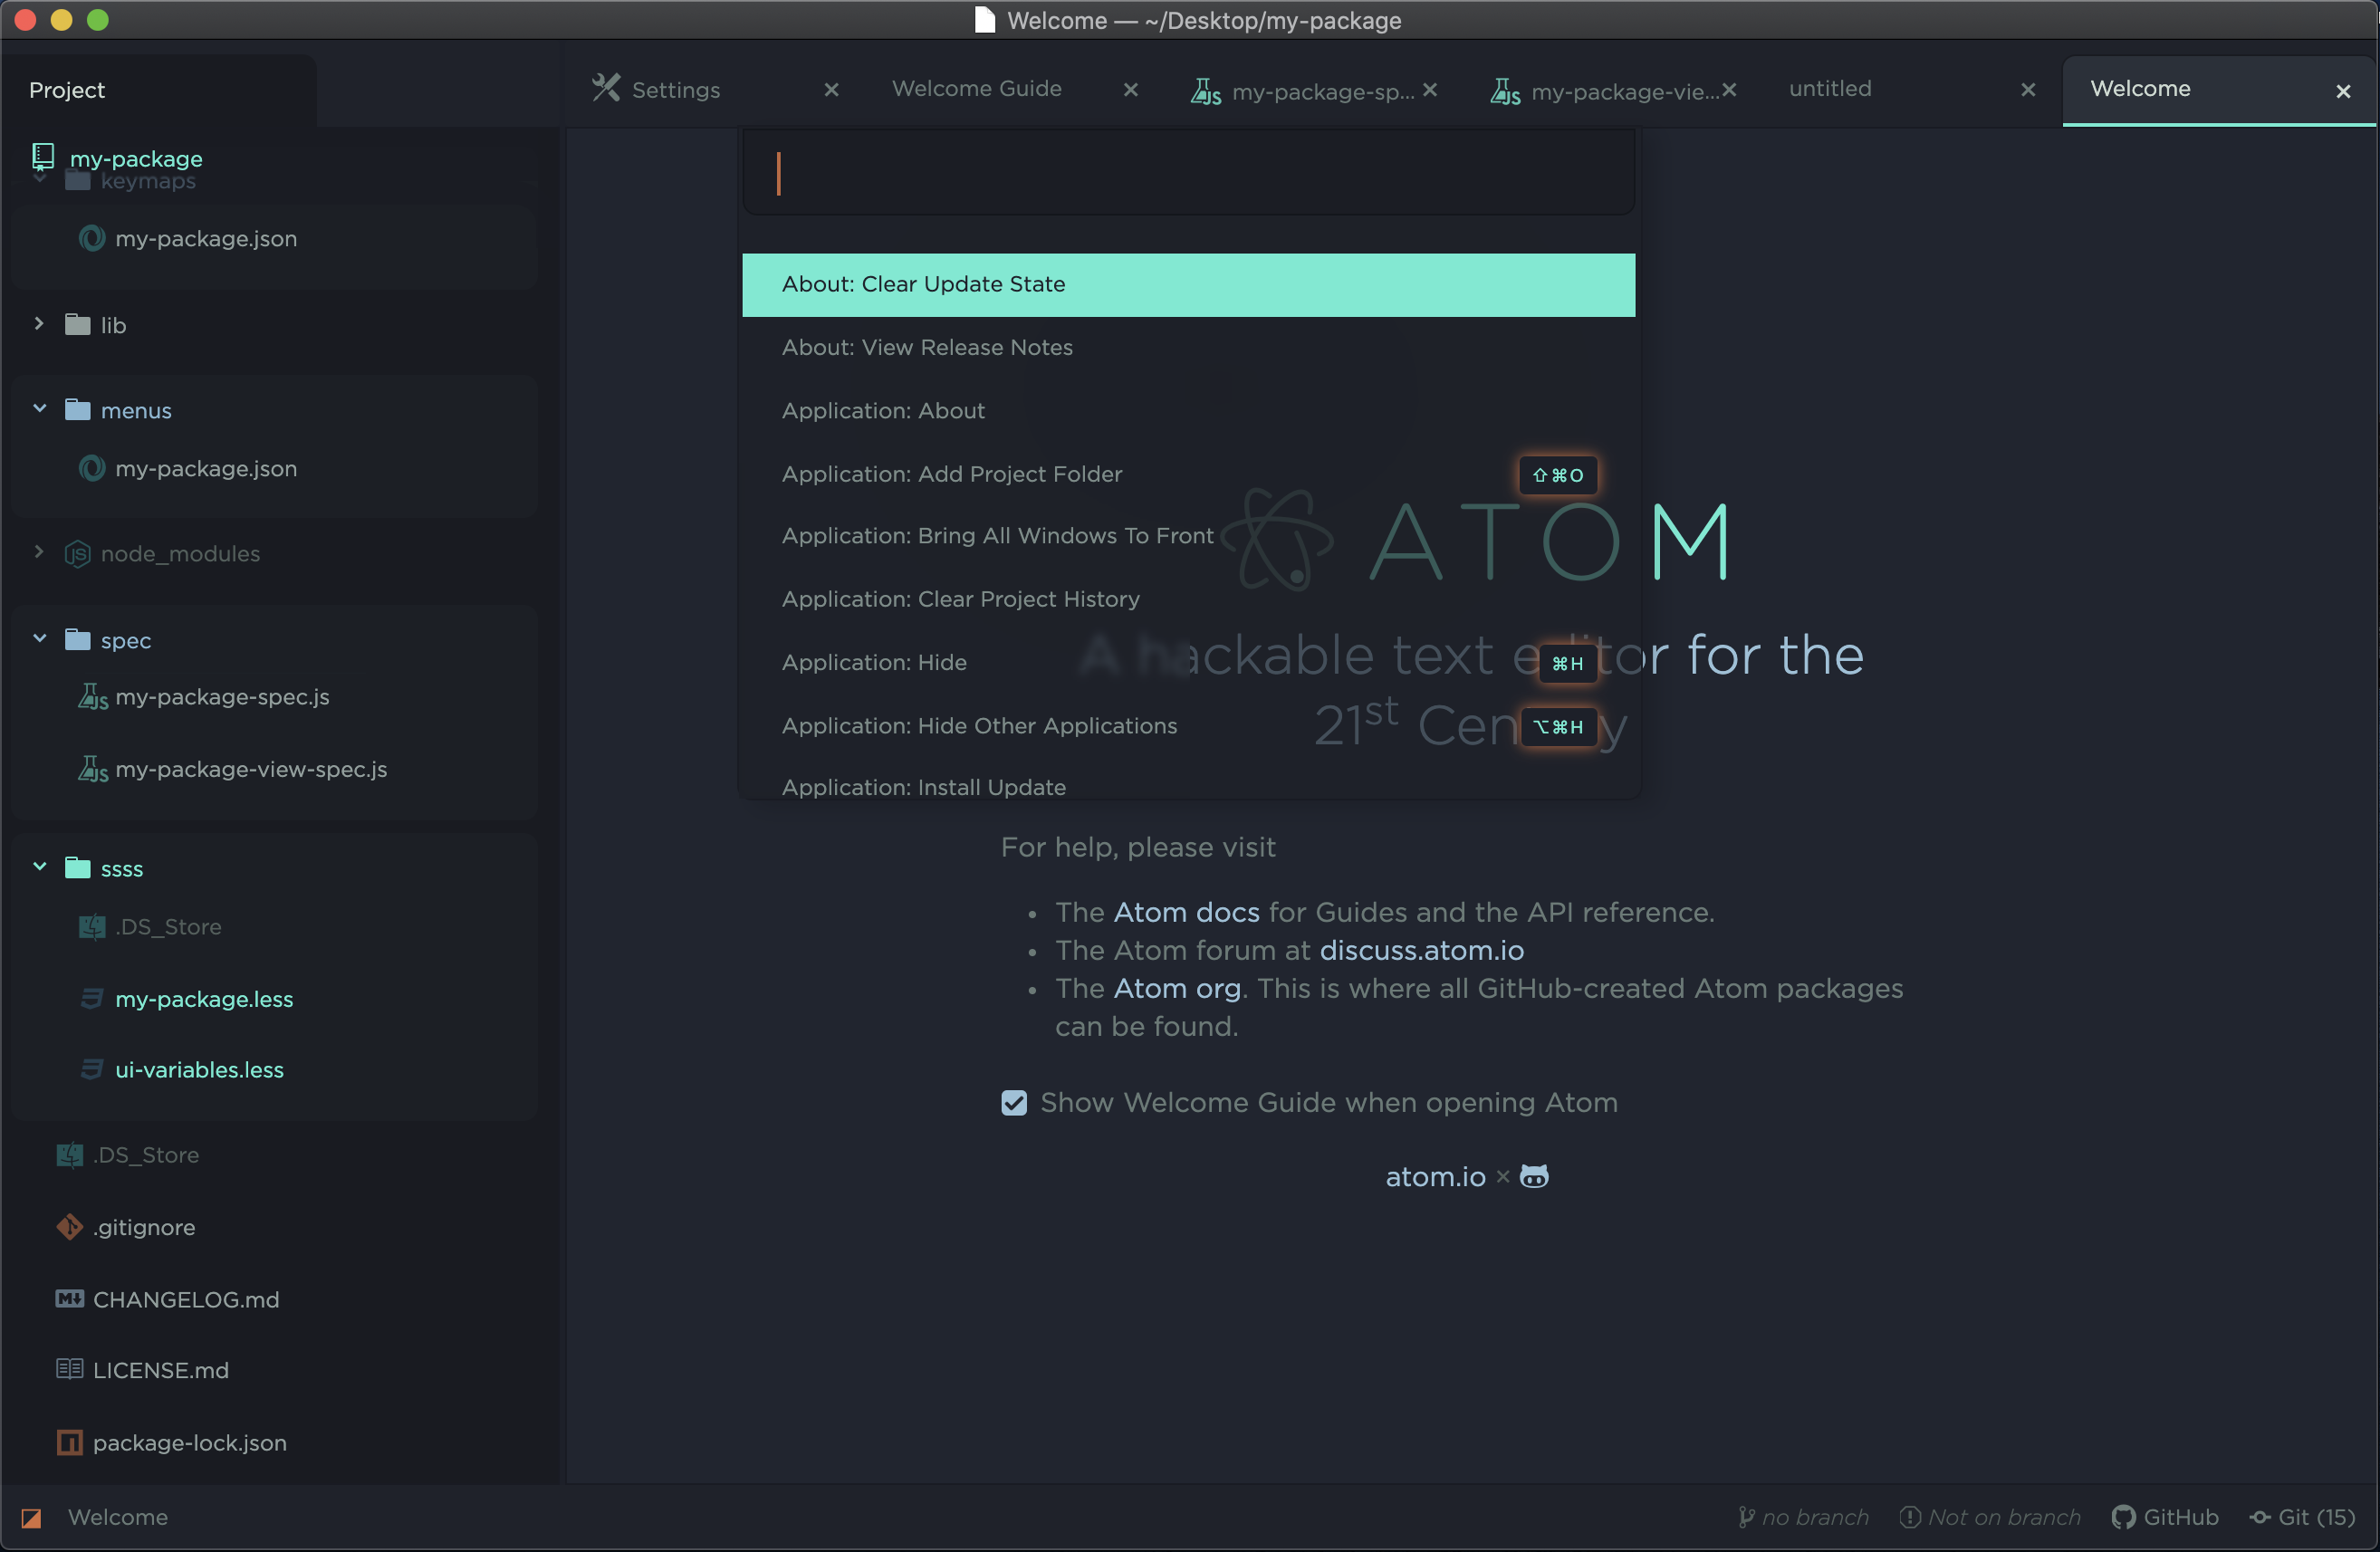 Welcome — ~/Desktop/my-package
Project
Settings
Welcome Guide
my-package-sp...
my-package-vie...
untitled
Welcome
my-package
keymaps
my-package.json
lib
menus
my-package.json
node_modules
spec
my-package-spec.js
my-package-view-spec.js
ssss
.DS_Store
my-package.less
ui-variables.less
.DS_Store
.gitignore
CHANGELOG.md
LICENSE.md
package-lock.json
About: Clear Update State
About: View Release Notes
Application: About
Application: Add Project Folder ⇧⌘O
Application: Bring All Windows To Front
Application: Clear Project History
Application: Hide ⌘H
Application: Hide Other Applications ⌥⌘H
Application: Install Update
ATOM
A hackable text editor for the
21st Century
For help, please visit
• The Atom docs for Guides and the API reference.
• The Atom forum at discuss.atom.io
• The Atom org. This is where all GitHub-created Atom packages
can be found.
Show Welcome Guide when opening Atom
atom.io ×
Welcome
no branch
Not on branch
GitHub
Git (15)